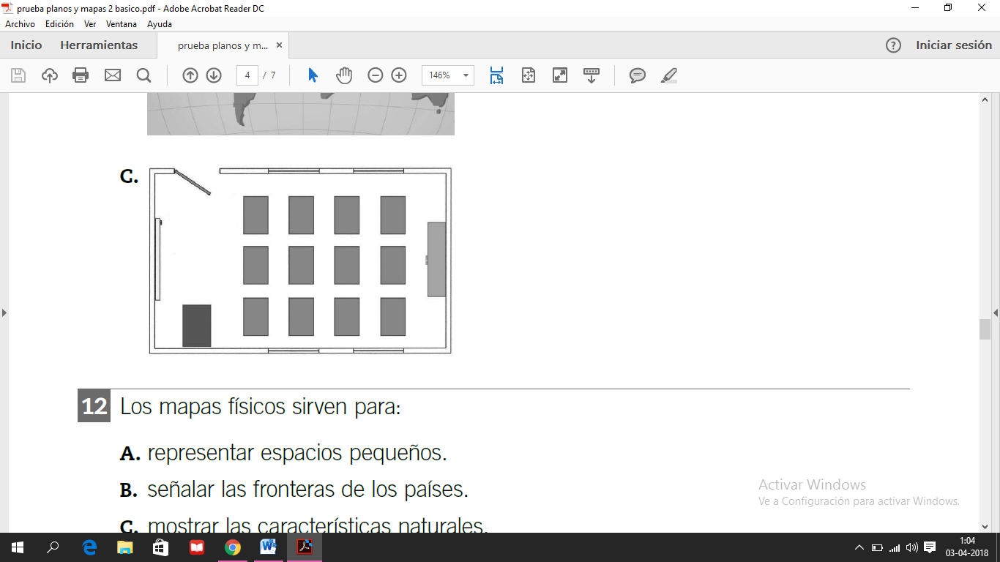 prueba planos y mapas 2 basico.pdf - Adobe Acrobat Reader DC
Archivo Edición Ver Ventana Ayuda
Inicio Herramientas prueba planos y m... × ? Iniciar sesión
4 / 7 146%
C.
12 Los mapas físicos sirven para:
A. representar espacios pequeños.
B. señalar las fronteras de los países.
C. mostrar las características naturales.
Activar Windows
Ve a Configuración para activar Windows.
1:04
03-04-2018